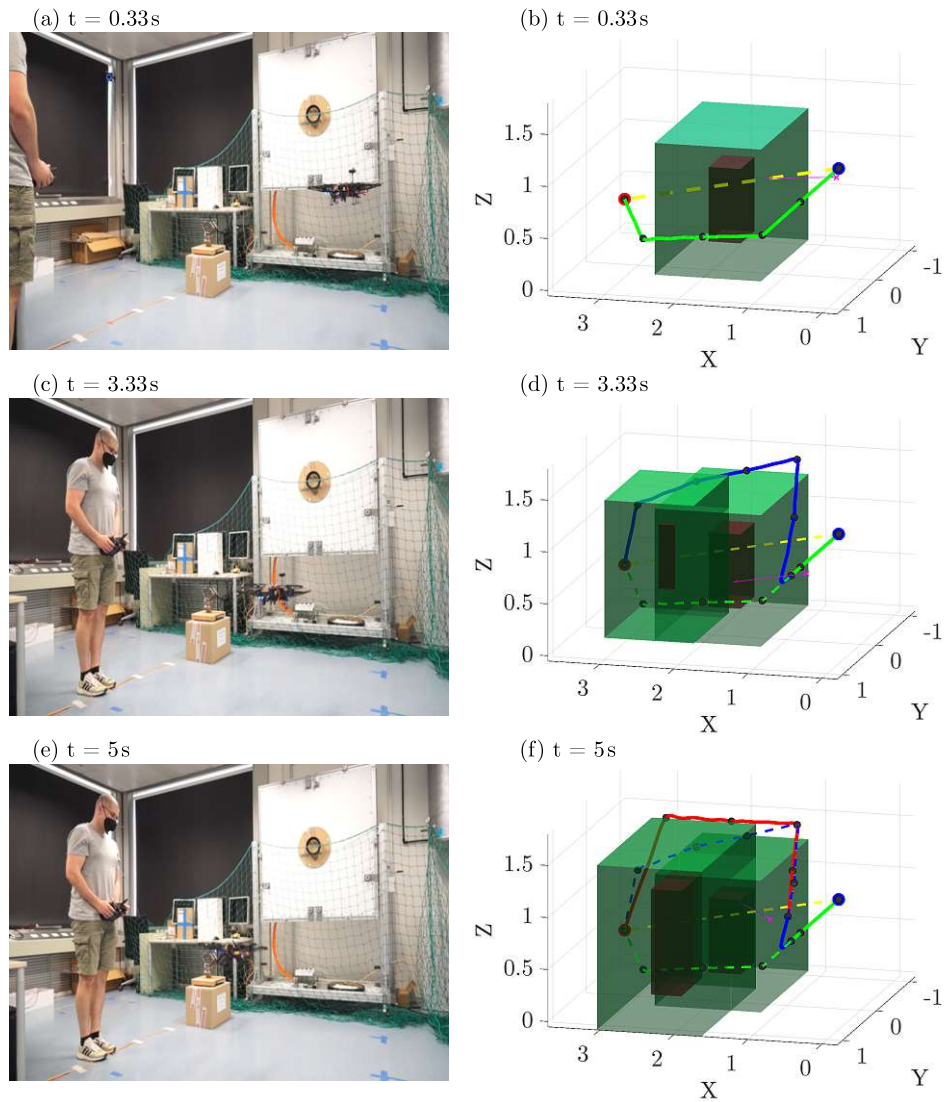 (a) t = 0.33s
(b) t = 0.33s
1.5
1
0.5
0
Z
3
2
1
0
X
-1
0
1
Y
(c) t = 3.33s
(d) t = 3.33s
1.5
1
0.5
0
Z
3
2
1
0
X
-1
0
1
Y
(e) t = 5s
(f) t = 5s
1.5
1
0.5
0
Z
3
2
1
0
X
-1
0
1
Y